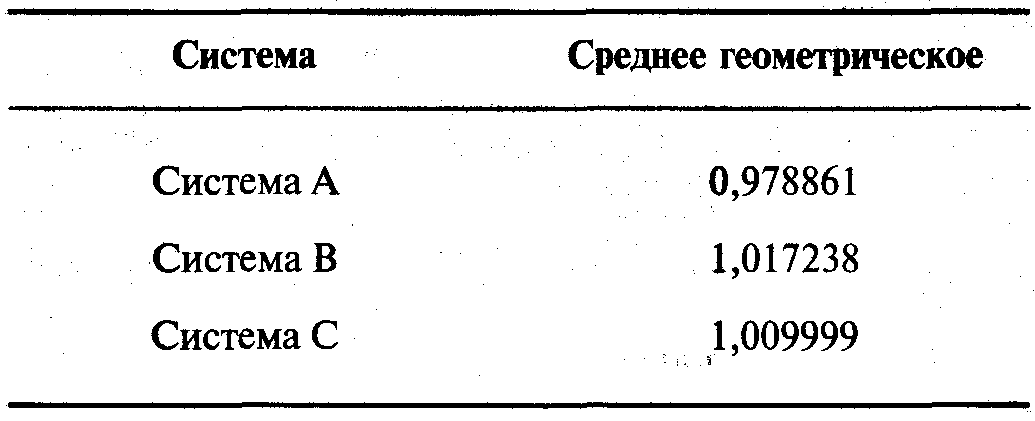 Система Среднее геометрическое
Система А 0,978861
Система В 1,017238
Система С 1,009999